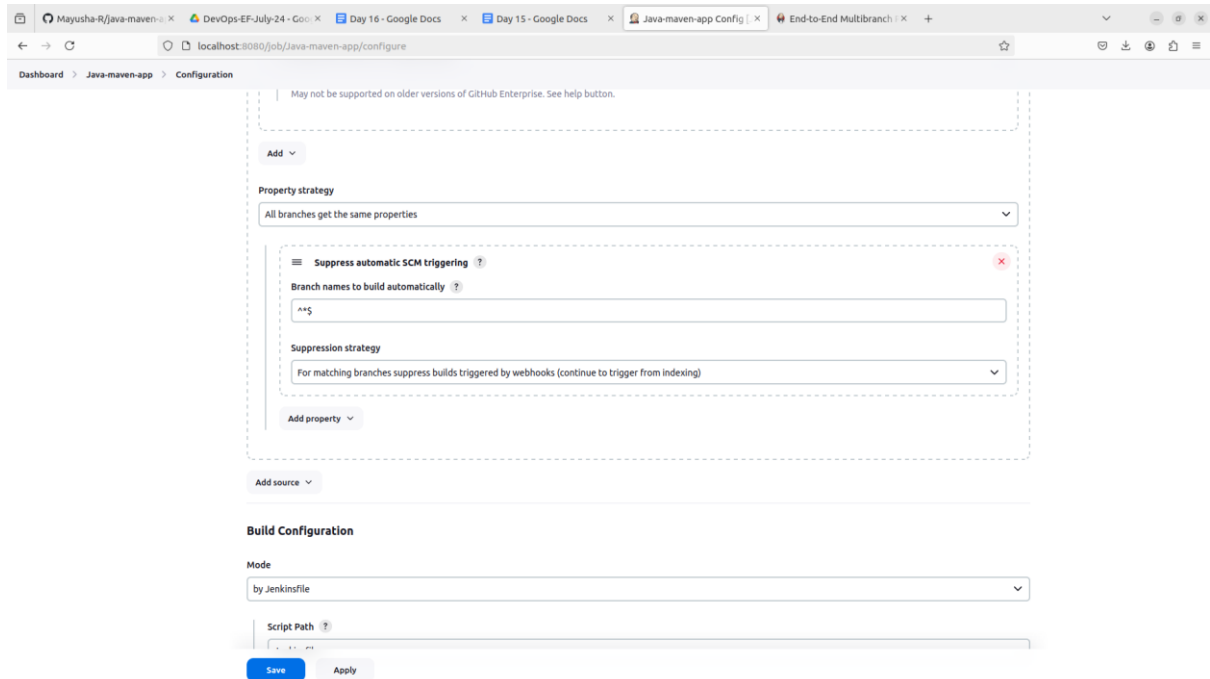 Mayusha-R/java-maven-a
DevOps-EF-July-24 - Goo
Day 16 - Google Docs
Day 15 - Google Docs
Java-maven-app Config [
End-to-End Multibranch
localhost:8080/job/Java-maven-app/configure
Dashboard > Java-maven-app > Configuration
May not be supported on older versions of GitHub Enterprise. See help button.
Add
Property strategy
All branches get the same properties
Suppress automatic SCM triggering ?
Branch names to build automatically ?
^*$
Suppression strategy
For matching branches suppress builds triggered by webhooks (continue to trigger from indexing)
Add property
Add source
Build Configuration
Mode
by Jenkinsfile
Script Path ?
Save
Apply